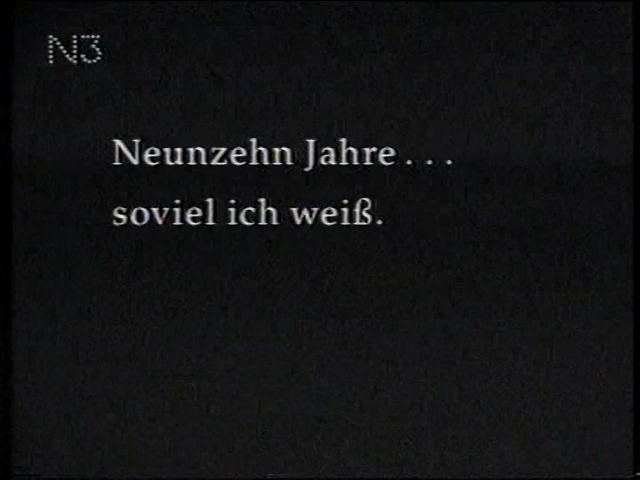 N3
Neunzehn Jahre . . .
soviel ich weiß.